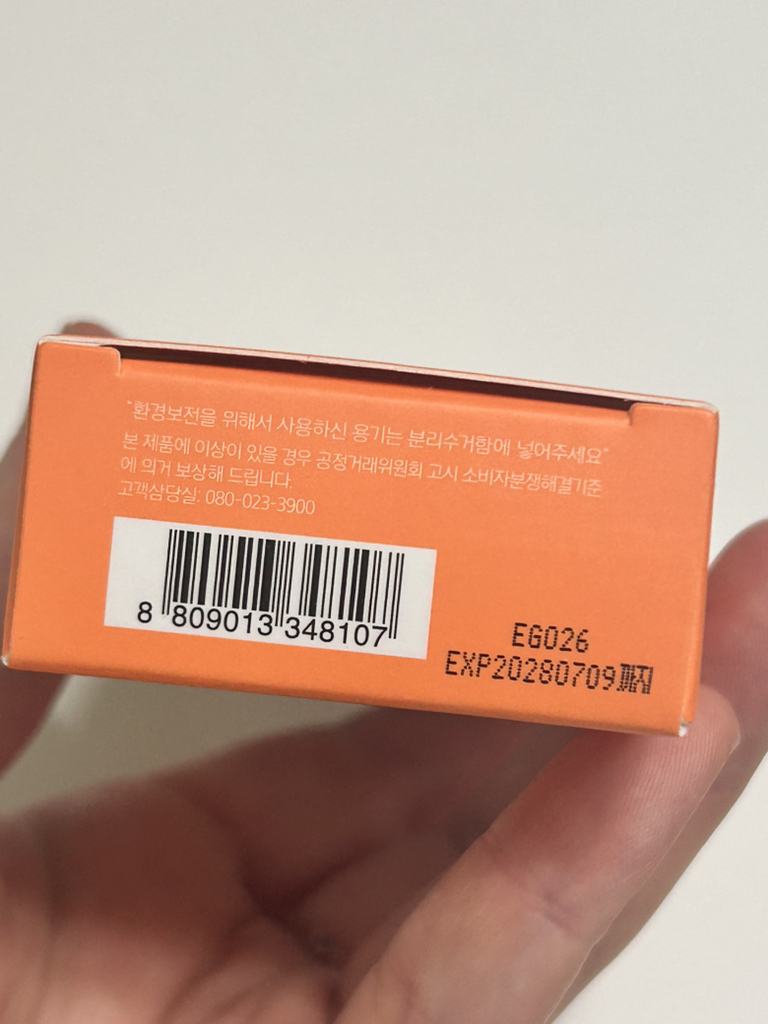 "환경보전을 위해서 사용하신 용기는 분리수거함에 넣어주세요"
본 제품에 이상이 있을 경우 공정거래위원회 고시 소비자분쟁해결기준
에 의거 보상해 드립니다.
고객상담실: 080-023-3900
8 809013 348107
EG026
EXP20280709까지